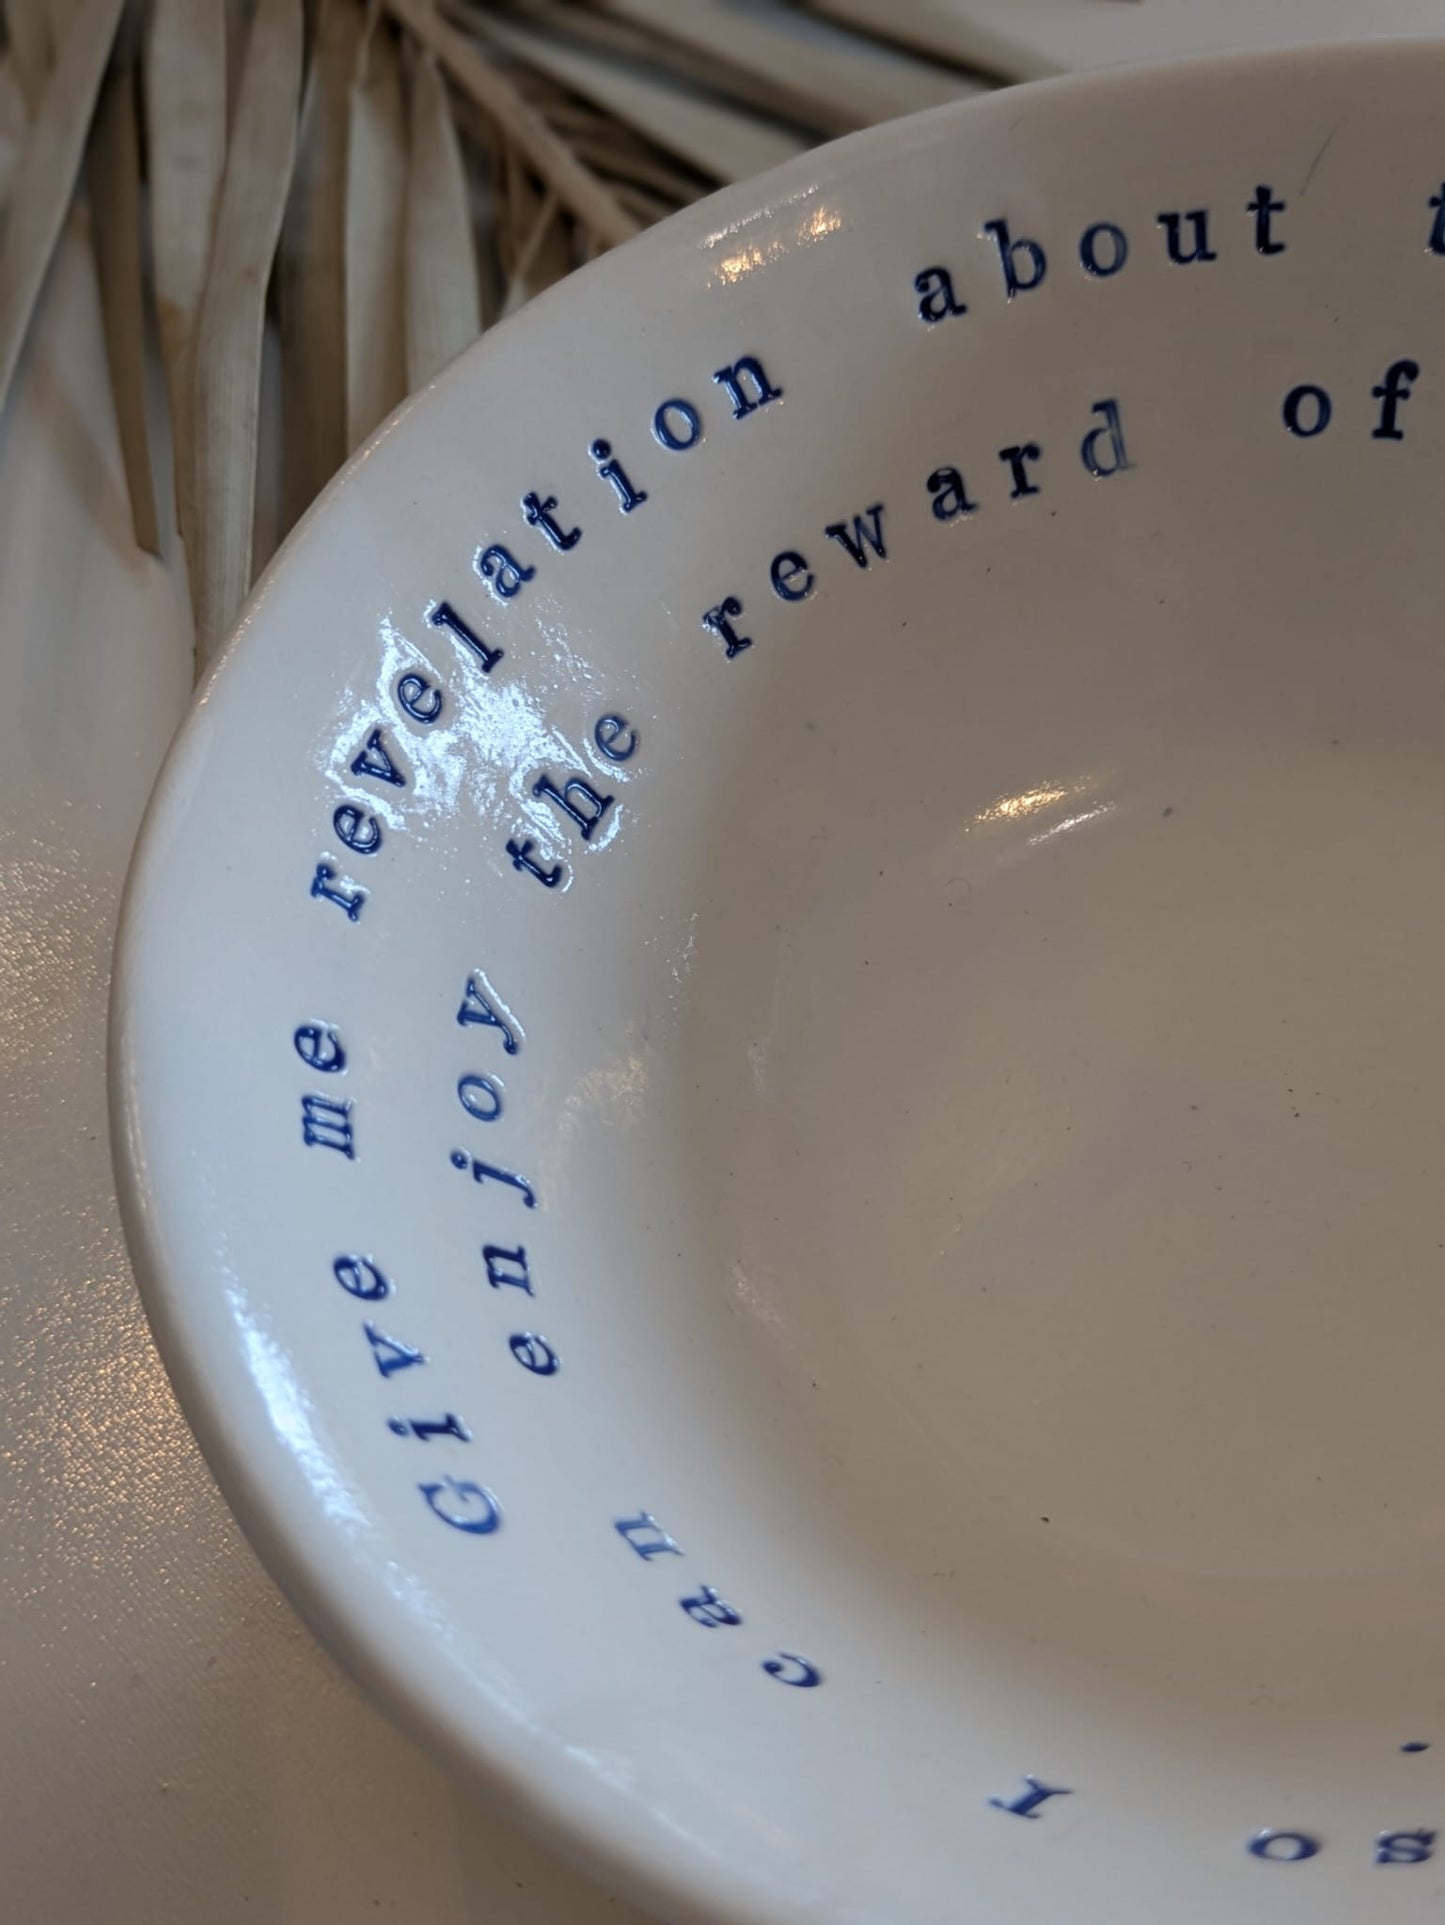 Give me revelation about t
so I can enjoy the reward of